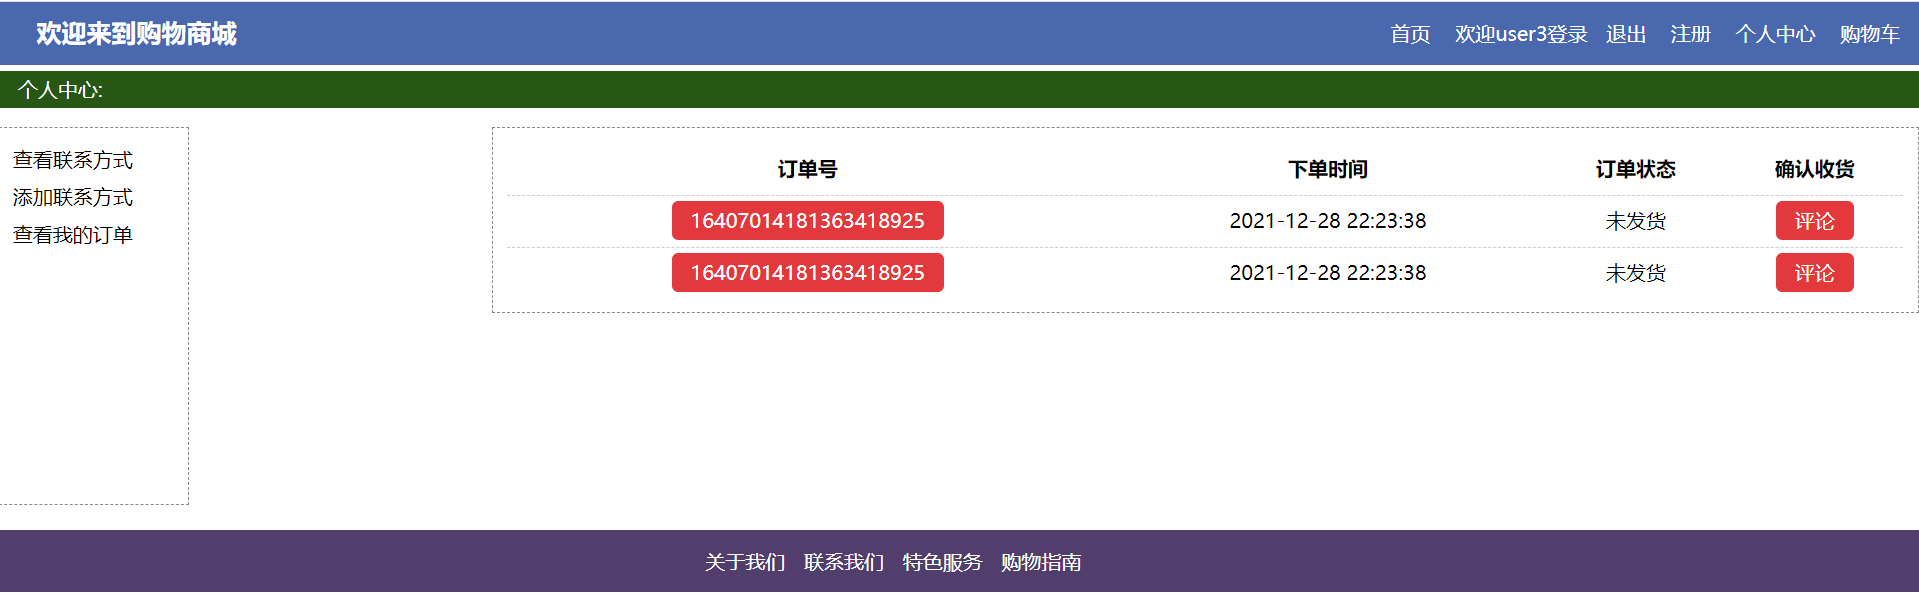 欢迎来到购物商城 首页 欢迎user3登录 退出 注册 个人中心 购物车
个人中心:
查看联系方式
添加联系方式
查看我的订单
订单号 下单时间 订单状态 确认收货
16407014181363418925 2021-12-28 22:23:38 未发货 评论
16407014181363418925 2021-12-28 22:23:38 未发货 评论
关于我们 联系我们 特色服务 购物指南